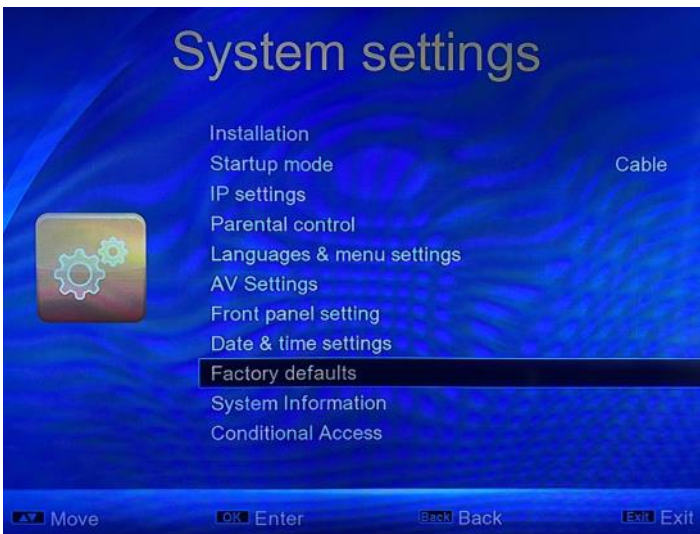 System settings
Installation
Startup mode Cable
IP settings
Parental control
Languages & menu settings
AV Settings
Front panel setting
Date & time settings
Factory defaults
System Information
Conditional Access
▲▼ Move OK Enter Back Back Exit Exit